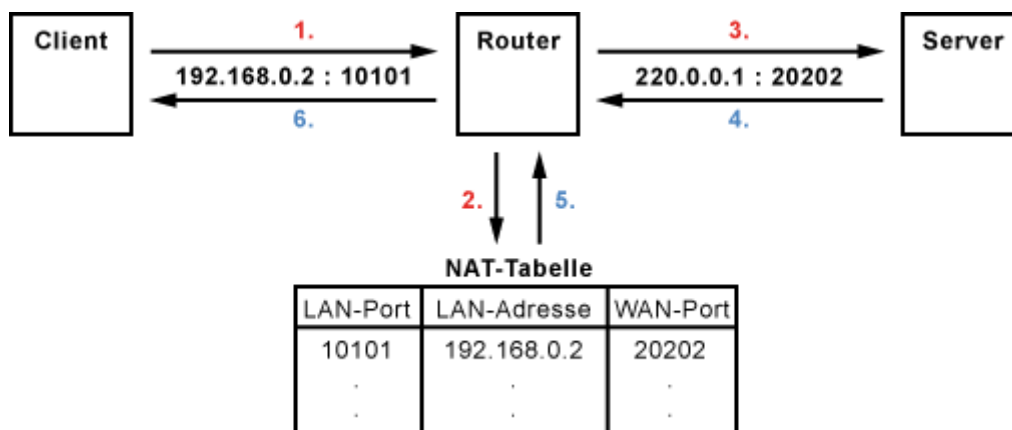 Client
1.
192.168.0.2 : 10101
6.
Router
3.
220.0.0.1 : 20202
4.
Server
2.
5.
NAT-Tabelle
LAN-Port LAN-Adresse WAN-Port
10101 192.168.0.2 20202
. . .
. . .